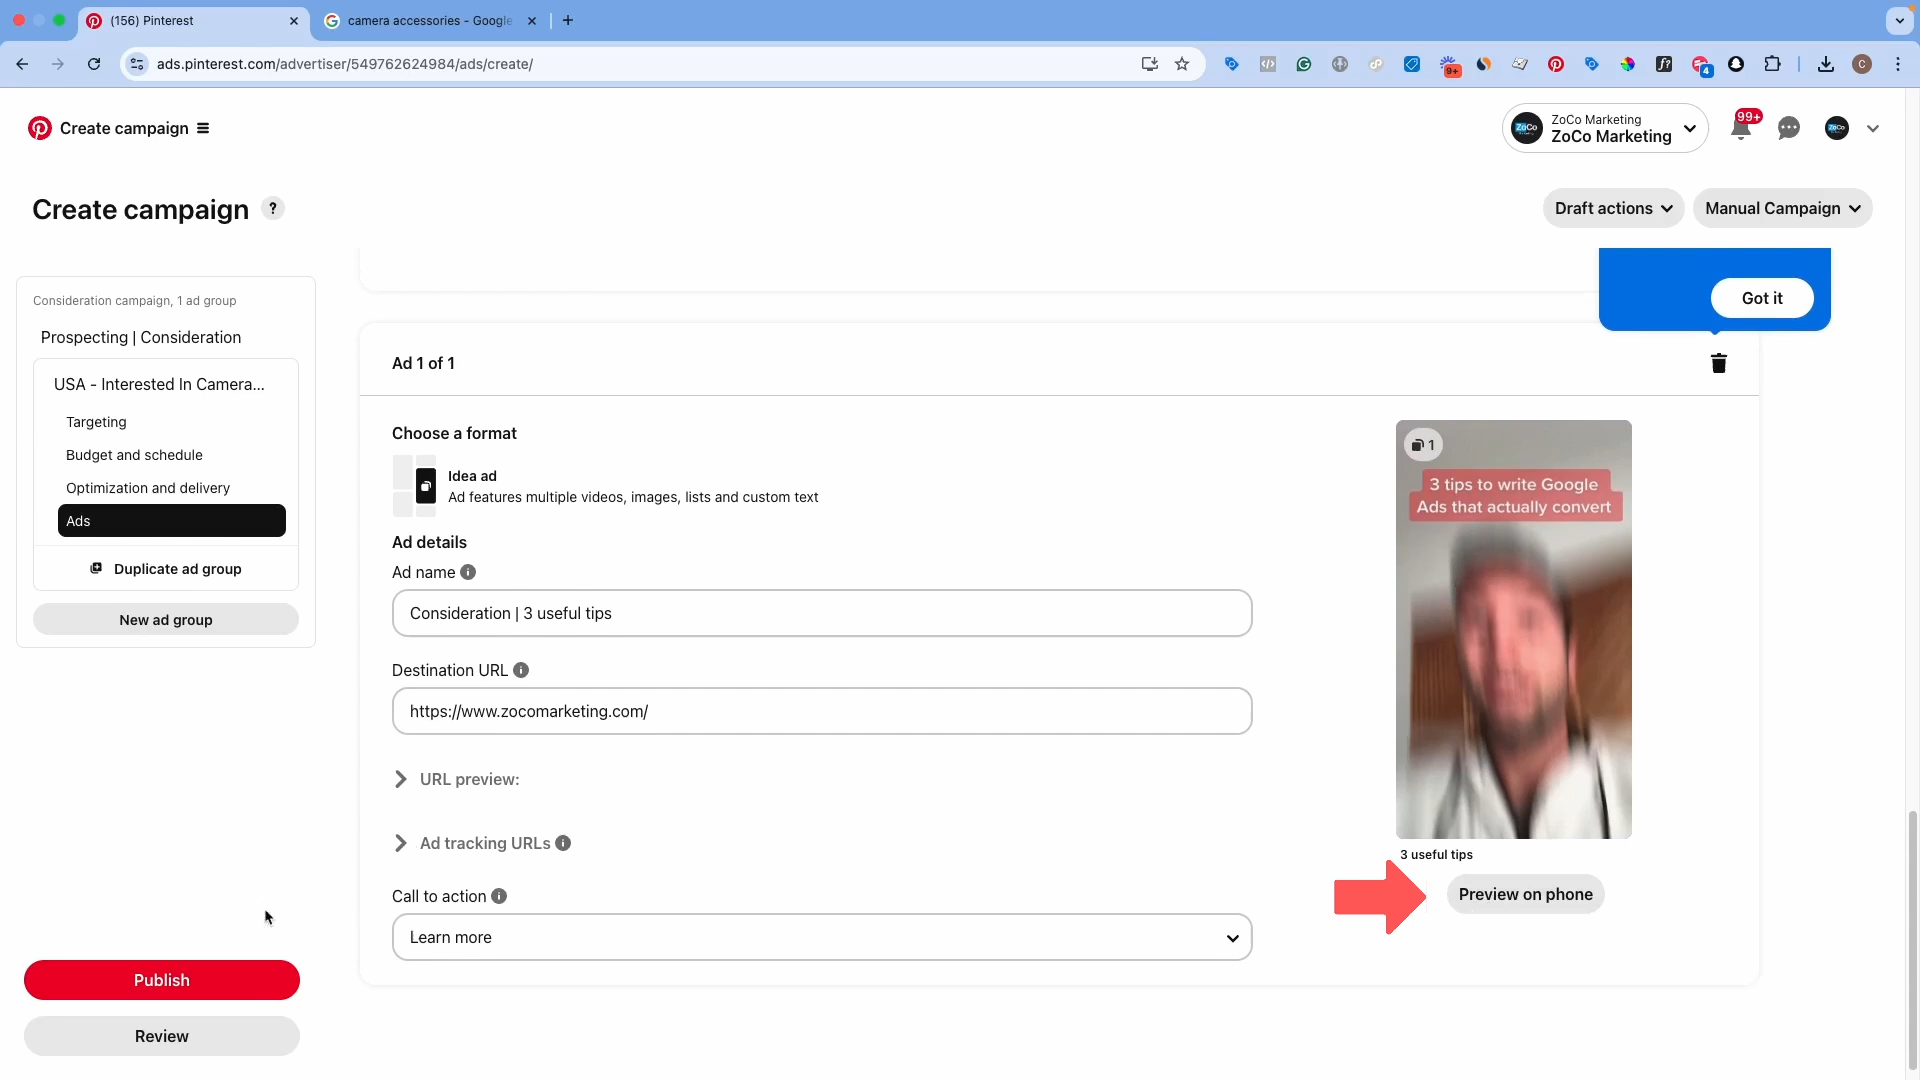 (156) Pinterest
camera accessories - Google
ads.pinterest.com/advertiser/549762624984/ads/create/
9+
f?
4
C
Create campaign
ZoCo
ZoCo Marketing
ZoCo Marketing
99+
ZoCo
Create campaign
?
Draft actions
Manual Campaign
Consideration campaign, 1 ad group
Prospecting | Consideration
USA - Interested In Camera...
Targeting
Budget and schedule
Optimization and delivery
Ads
Duplicate ad group
New ad group
Publish
Review
Got it
Ad 1 of 1
Choose a format
Idea ad
Ad features multiple videos, images, lists and custom text
Ad details
Ad name
Consideration | 3 useful tips
Destination URL
https://www.zocomarketing.com/
URL preview:
Ad tracking URLs
Call to action
Learn more
1
3 tips to write Google
Ads that actually convert
3 useful tips
Preview on phone